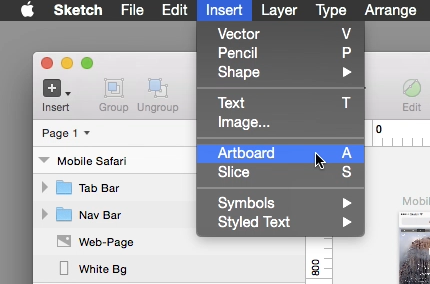 Sketch File Edit Insert Layer Type Arrange
Vector V
Pencil P
Shape
Text T
Image...
Artboard A
Slice S
Symbols
Styled Text
Insert Group Ungroup Edit
Page 1
0
Mobile Safari
Tab Bar
Nav Bar
Web-Page
White Bg
Mobil
800